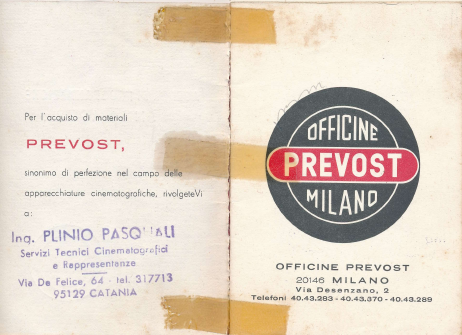 Per l'acquisto di materiali
PREVOST,
sinonimo di perfezione nel campo delle
apparecchiature cinematografiche, rivolgeteVi
a:
Ing. PLINIO PASQUALI
Servizi Tecnici Cinematografici
e Rappresentanze
Via De Felice, 64 - tel. 317713
95129 CATANIA
OFFICINE
PREVOST
MILANO
OFFICINE PREVOST
20146 MILANO
Via Desenzano, 2
Telefoni 40.43.283 - 40.43.370 - 40.43.289